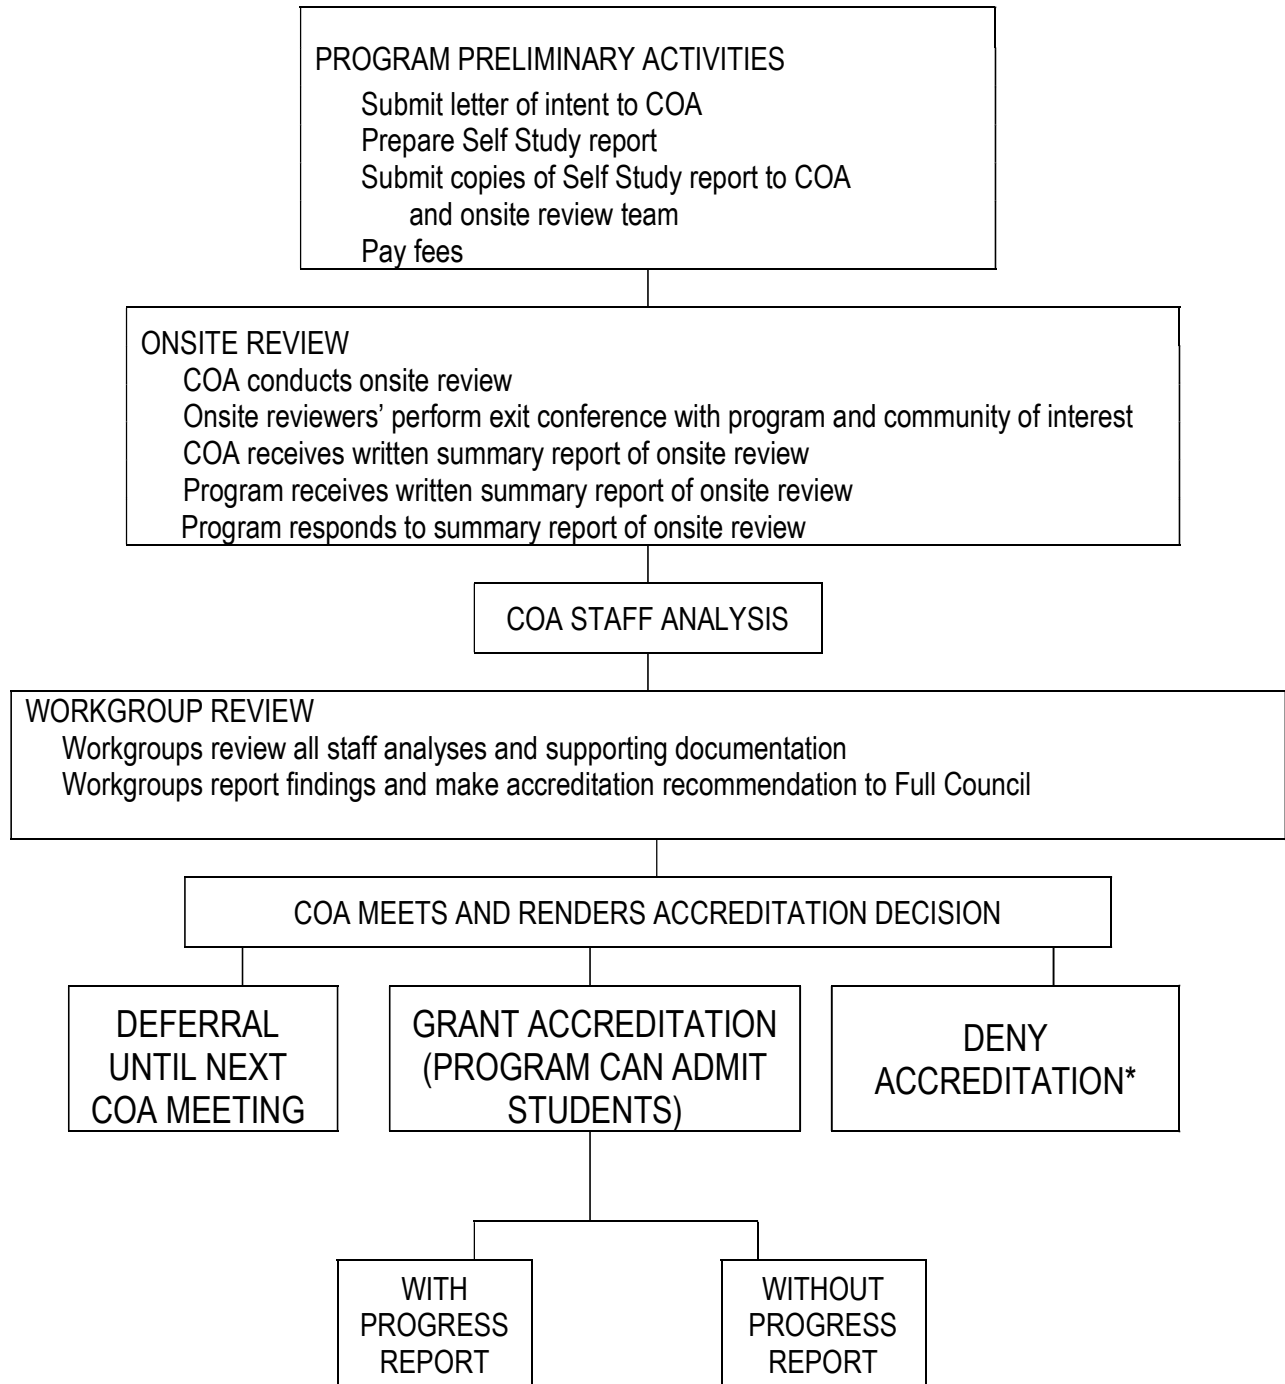 PROGRAM PRELIMINARY ACTIVITIES
Submit letter of intent to COA
Prepare Self Study report
Submit copies of Self Study report to COA
and onsite review team
Pay fees
ONSITE REVIEW
COA conducts onsite review
Onsite reviewers’ perform exit conference with program and community of interest
COA receives written summary report of onsite review
Program receives written summary report of onsite review
Program responds to summary report of onsite review
COA STAFF ANALYSIS
WORKGROUP REVIEW
Workgroups review all staff analyses and supporting documentation
Workgroups report findings and make accreditation recommendation to Full Council
COA MEETS AND RENDERS ACCREDITATION DECISION
DEFERRAL
UNTIL NEXT
COA MEETING
GRANT ACCREDITATION
(PROGRAM CAN ADMIT
STUDENTS)
DENY
ACCREDITATION*
WITH
PROGRESS
REPORT
WITHOUT
PROGRESS
REPORT